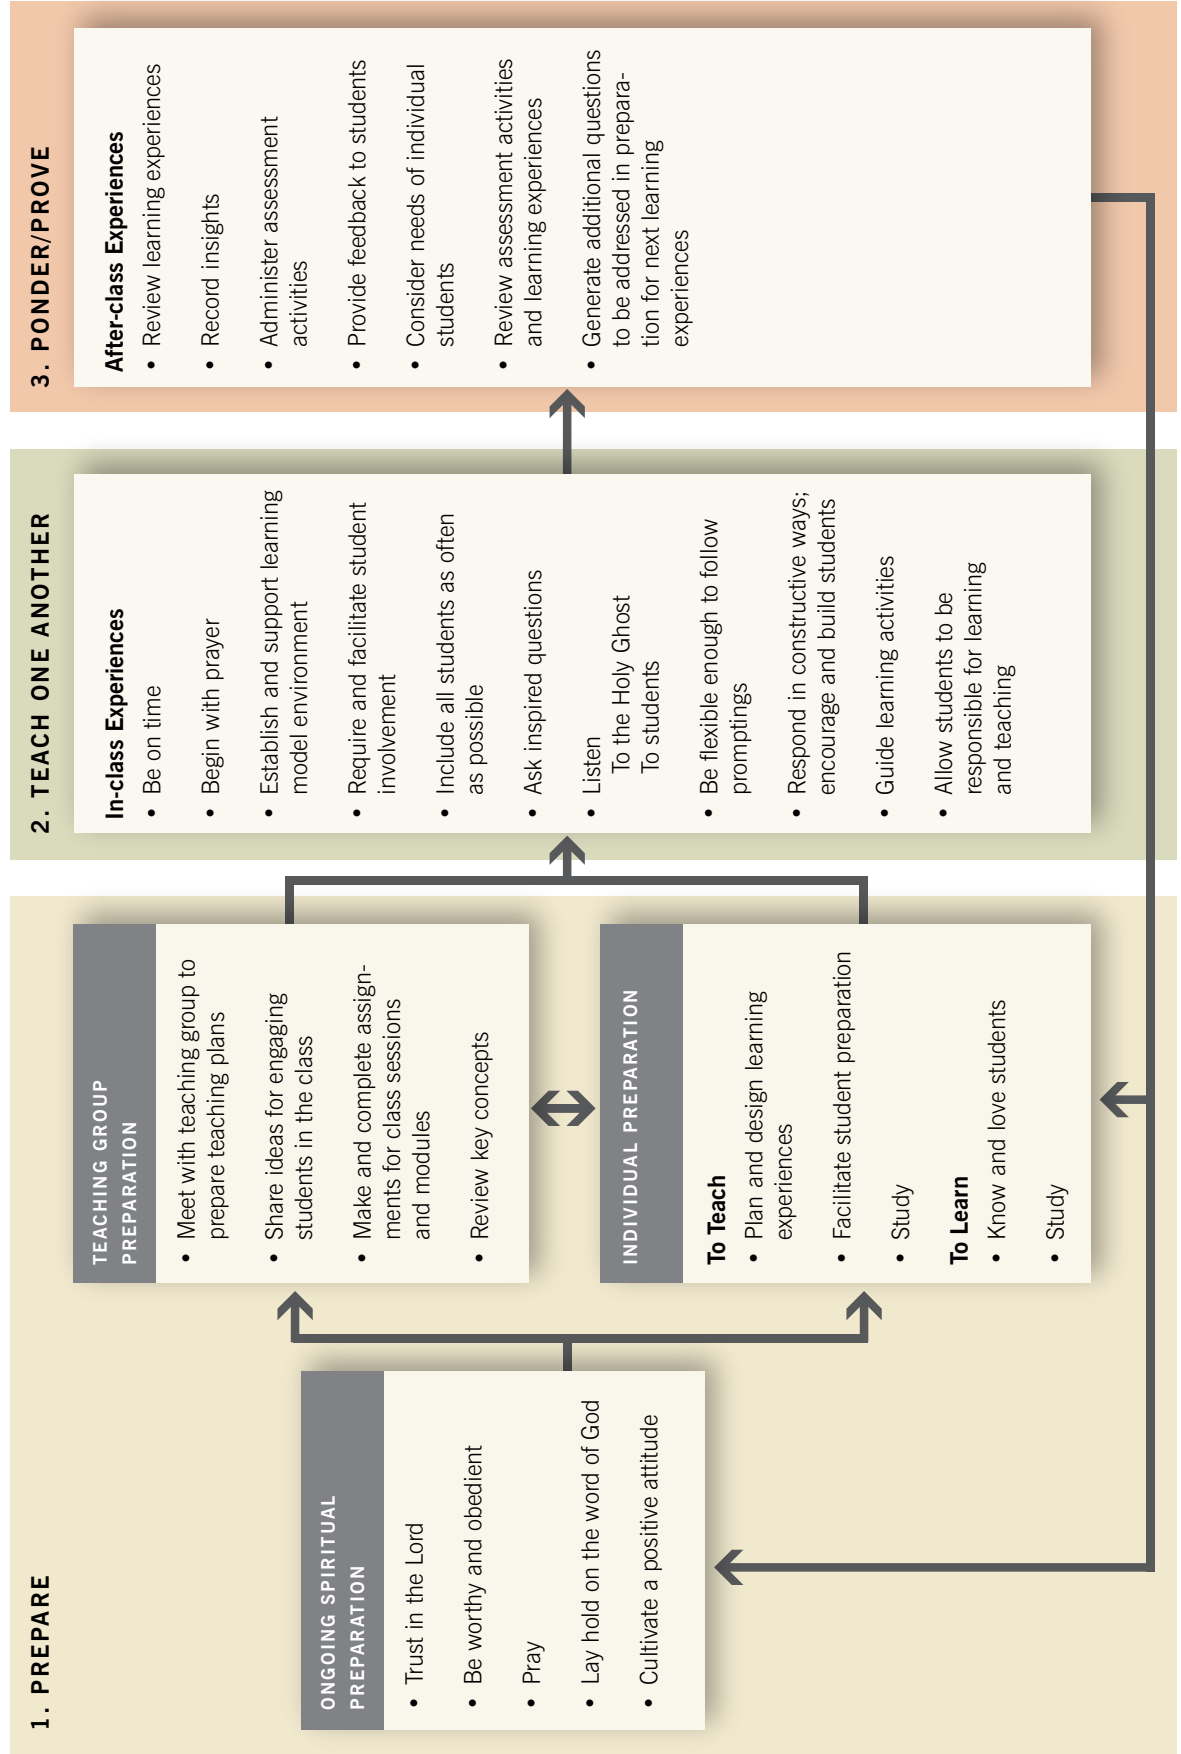 1. PREPARE
ONGOING SPIRITUAL
PREPARATION
• Trust in the Lord
• Be worthy and obedient
• Pray
• Lay hold on the word of God
• Cultivate a positive attitude
TEACHING GROUP
PREPARATION
• Meet with teaching group to
prepare teaching plans
• Share ideas for engaging
students in the class
• Make and complete assign-
ments for class sessions
and modules
• Review key concepts
INDIVIDUAL PREPARATION
To Teach
• Plan and design learning
experiences
• Facilitate student preparation
• Study
To Learn
• Know and love students
• Study
2. TEACH ONE ANOTHER
In-class Experiences
• Be on time
• Begin with prayer
• Establish and support learning
model environment
• Require and facilitate student
involvement
• Include all students as often
as possible
• Ask inspired questions
• Listen
To the Holy Ghost
To students
• Be flexible enough to follow
promptings
• Respond in constructive ways;
encourage and build students
• Guide learning activities
• Allow students to be
responsible for learning
and teaching
3. PONDER/PROVE
After-class Experiences
• Review learning experiences
• Record insights
• Administer assessment
activities
• Provide feedback to students
• Consider needs of individual
students
• Review assessment activities
and learning experiences
• Generate additional questions
to be addressed in prepara-
tion for next learning
experiences